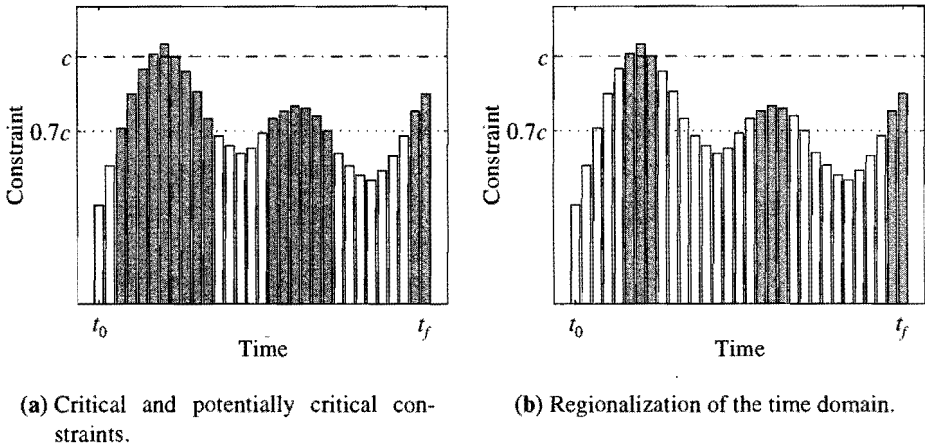 c
0.7c
Constraint
t0
tf
Time
(a) Critical and potentially critical con-
straints.
c
0.7c
Constraint
t0
tf
Time
(b) Regionalization of the time domain.